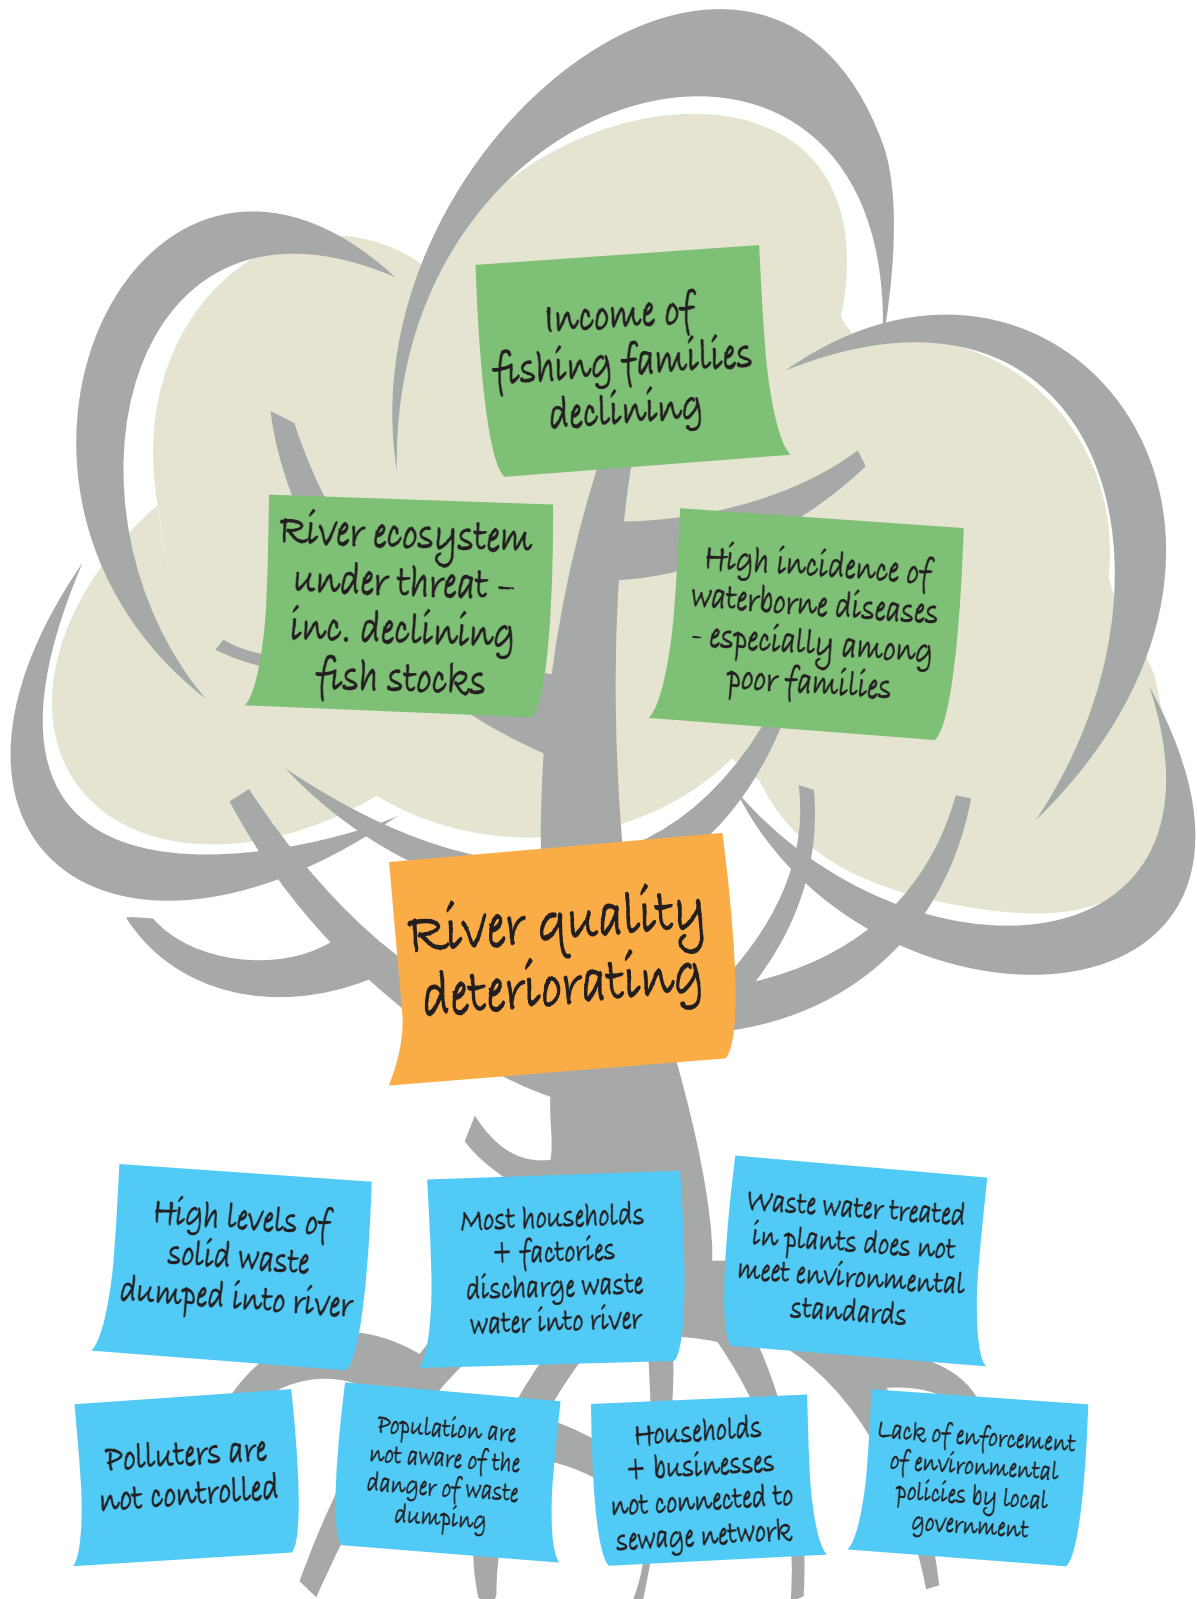 Income of
fishing families
declining
River ecosystem
under threat –
inc. declining
fish stocks
High incidence of
waterborne diseases
- especially among
poor families
River quality
deteriorating
High levels of
solid waste
dumped into river
Most households
+ factories
discharge waste
water into river
Waste water treated
in plants does not
meet environmental
standards
Polluters are
not controlled
Population are
not aware of the
danger of waste
dumping
Households
+ businesses
not connected to
sewage network
Lack of enforcement
of environmental
policies by local
government